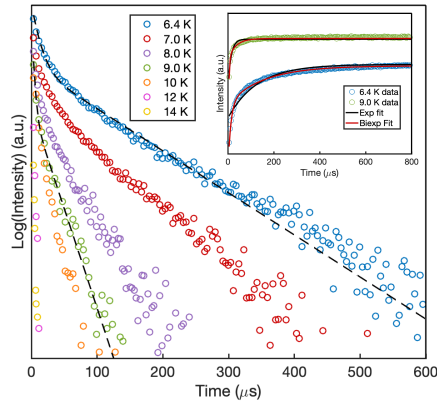 6.4 K
7.0 K
8.0 K
9.0 K
10 K
12 K
14 K
Log(Intensity) (a.u.)
0
100
200
300
400
500
600
Time (μs)
Intensity (a.u.)
6.4 K data
9.0 K data
Exp fit
Biexp Fit
0
200
400
600
800
Time (μs)